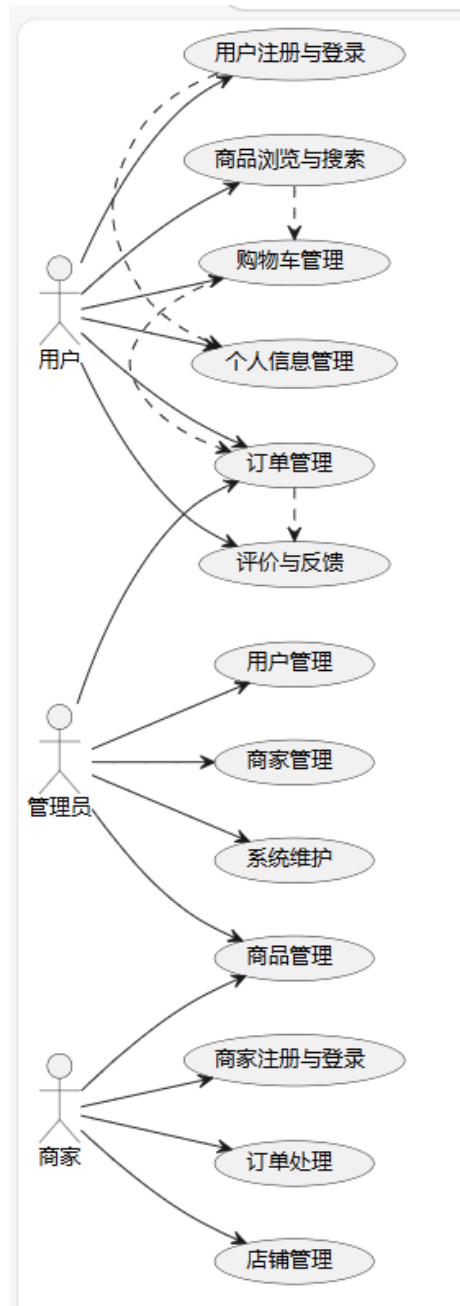 用户注册与登录
商品浏览与搜索
购物车管理
用户
个人信息管理
订单管理
评价与反馈
用户管理
商家管理
管理员
系统维护
商品管理
商家注册与登录
商家
订单处理
店铺管理